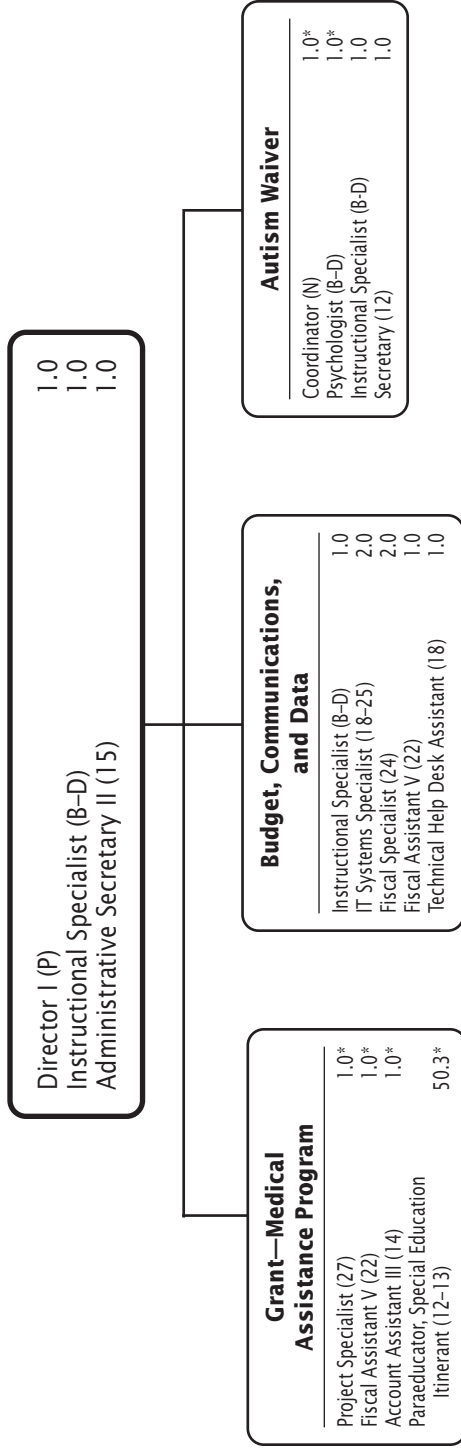 Director I (P) 1.0
Instructional Specialist (B–D) 1.0
Administrative Secretary II (15) 1.0
Grant—Medical
Assistance Program
Project Specialist (27) 1.0*
Fiscal Assistant V (22) 1.0*
Account Assistant III (14) 1.0*
Paraeducator, Special Education
Itinerant (12–13) 50.3*
Budget, Communications,
and Data
Instructional Specialist (B–D) 1.0
IT Systems Specialist (18–25) 2.0
Fiscal Specialist (24) 2.0
Fiscal Assistant V (22) 1.0
Technical Help Desk Assistant (18) 1.0
Autism Waiver
Coordinator (N) 1.0*
Psychologist (B–D) 1.0*
Instructional Specialist (B-D) 1.0
Secretary (12) 1.0